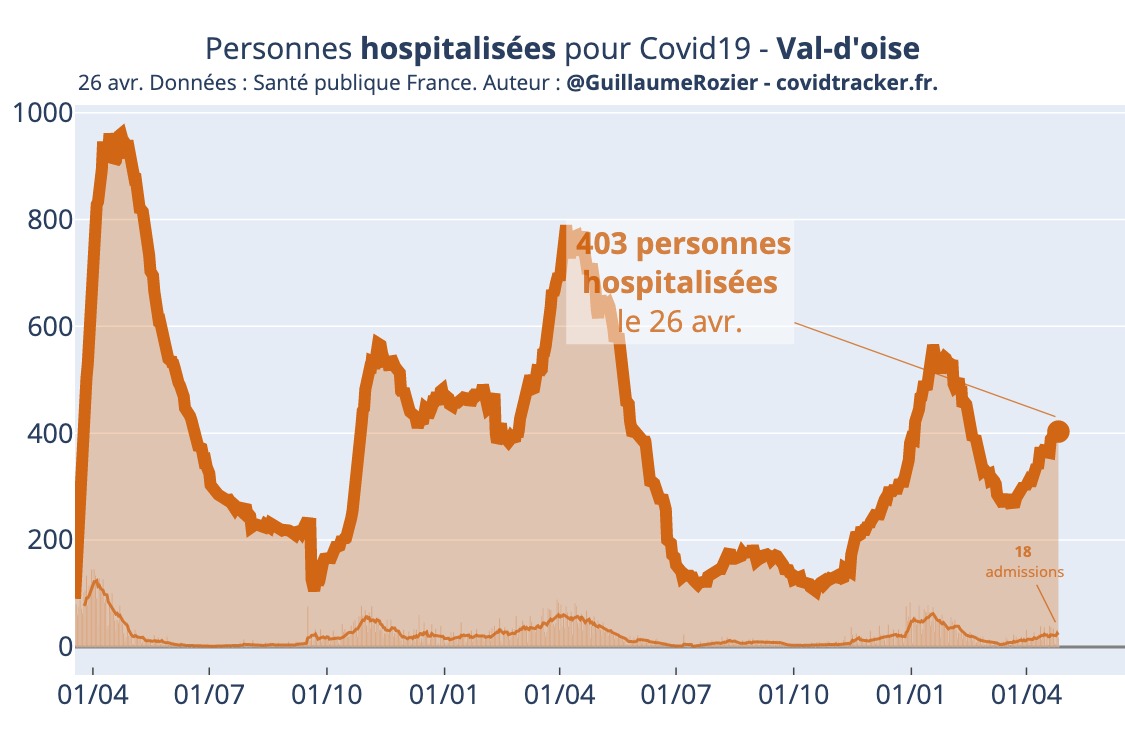 Personnes hospitalisées pour Covid19 - Val-d'oise
26 avr. Données : Santé publique France. Auteur : @GuillaumeRozier - covidtracker.fr.
1000
800
600
400
200
0
403 personnes
hospitalisées
le 26 avr.
18
admissions
01/04
01/07
01/10
01/01
01/04
01/07
01/10
01/01
01/04